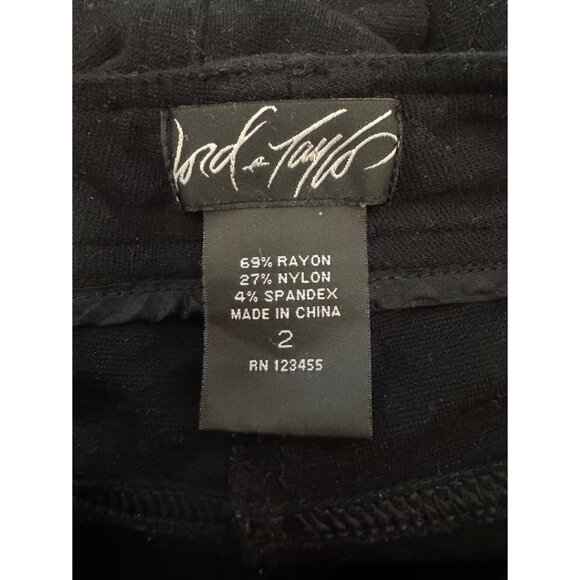 Lord & Taylor
69% RAYON
27% NYLON
4% SPANDEX
MADE IN CHINA
2
RN 123455